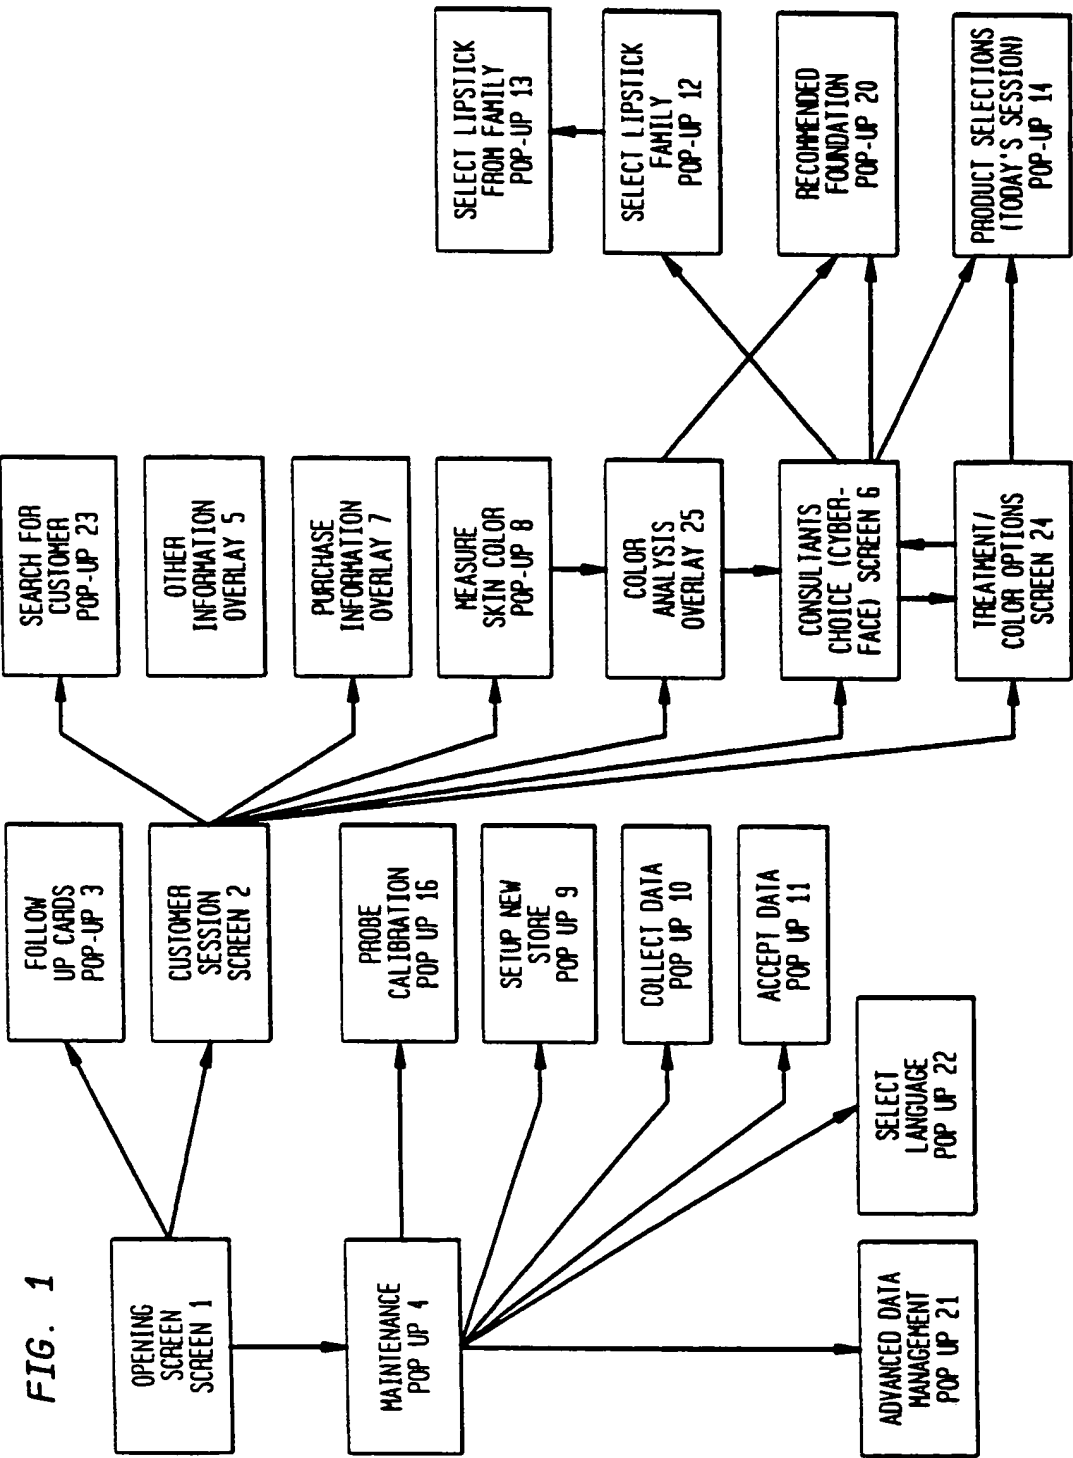 FIG. 1
OPENING
SCREEN
SCREEN 1
MAINTENANCE
POP UP 4
ADVANCED DATA
MANAGEMENT
POP UP 21
FOLLOW
UP CARDS
POP-UP 3
CUSTOMER
SESSION
SCREEN 2
PROBE
CALIBRATION
POP UP 16
SETUP NEW
STORE
POP UP 9
COLLECT DATA
POP UP 10
ACCEPT DATA
POP UP 11
SELECT
LANGUAGE
POP UP 22
SEARCH FOR
CUSTOMER
POP-UP 23
OTHER
INFORMATION
OVERLAY 5
PURCHASE
INFORMATION
OVERLAY 7
MEASURE
SKIN COLOR
POP-UP 8
COLOR
ANALYSIS
OVERLAY 25
CONSULTANTS
CHOICE (CYBER-
FACE) SCREEN 6
TREATMENT/
COLOR OPTIONS
SCREEN 24
SELECT LIPSTICK
FROM FAMILY
POP-UP 13
SELECT LIPSTICK
FAMILY
POP-UP 12
RECOMMENDED
FOUNDATION
POP-UP 20
PRODUCT SELECTIONS
(TODAY'S SESSION)
POP-UP 14